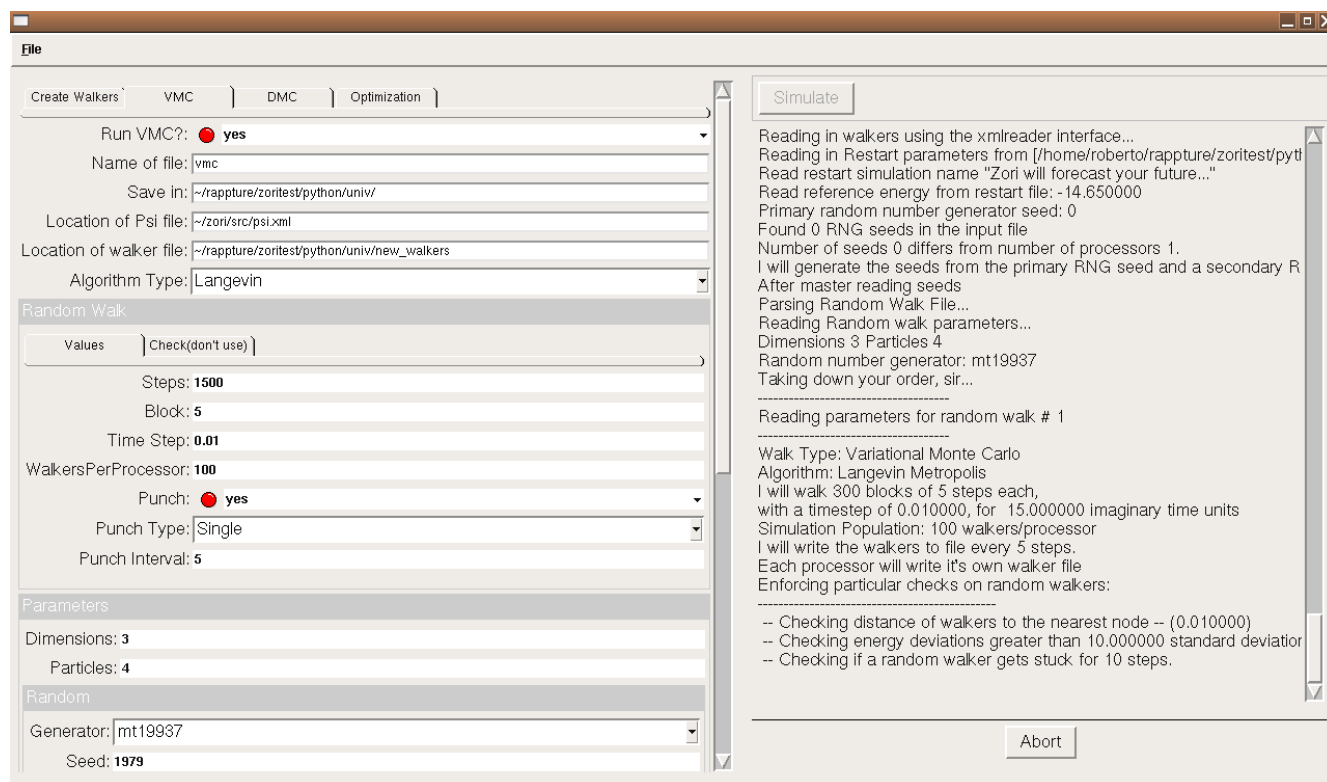 File
Create Walkers VMC DMC Optimization
Run VMC?: yes
Name of file: vmc
Save in: ~/rappture/zoritest/python/univ/
Location of Psi file: ~/zori/src/psi.xml
Location of walker file: ~/rappture/zoritest/python/univ/new_walkers
Algorithm Type: Langevin
Random Walk
Values Check(don't use)
Steps: 1500
Block: 5
Time Step: 0.01
WalkersPerProcessor: 100
Punch: yes
Punch Type: Single
Punch Interval: 5
Parameters
Dimensions: 3
Particles: 4
Random
Generator: mt19937
Seed: 1979
Simulate
Reading in walkers using the xmlreader interface...
Reading in Restart parameters from [/home/roberto/rappture/zoritest/pyth
Read restart simulation name "Zori will forecast your future..."
Read reference energy from restart file: -14.650000
Primary random number generator seed: 0
Found 0 RNG seeds in the input file
Number of seeds 0 differs from number of processors 1.
I will generate the seeds from the primary RNG seed and a secondary R
After master reading seeds
Parsing Random Walk File...
Reading Random walk parameters...
Dimensions 3 Particles 4
Random number generator: mt19937
Taking down your order, sir...
-------------------------------------
Reading parameters for random walk # 1
-------------------------------------
Walk Type: Variational Monte Carlo
Algorithm: Langevin Metropolis
I will walk 300 blocks of 5 steps each,
with a timestep of 0.010000, for 15.000000 imaginary time units
Simulation Population: 100 walkers/processor
I will write the walkers to file every 5 steps.
Each processor will write it's own walker file
Enforcing particular checks on random walkers:
----------------------------------------------
-- Checking distance of walkers to the nearest node -- (0.010000)
-- Checking energy deviations greater than 10.000000 standard deviation
-- Checking if a random walker gets stuck for 10 steps.
Abort